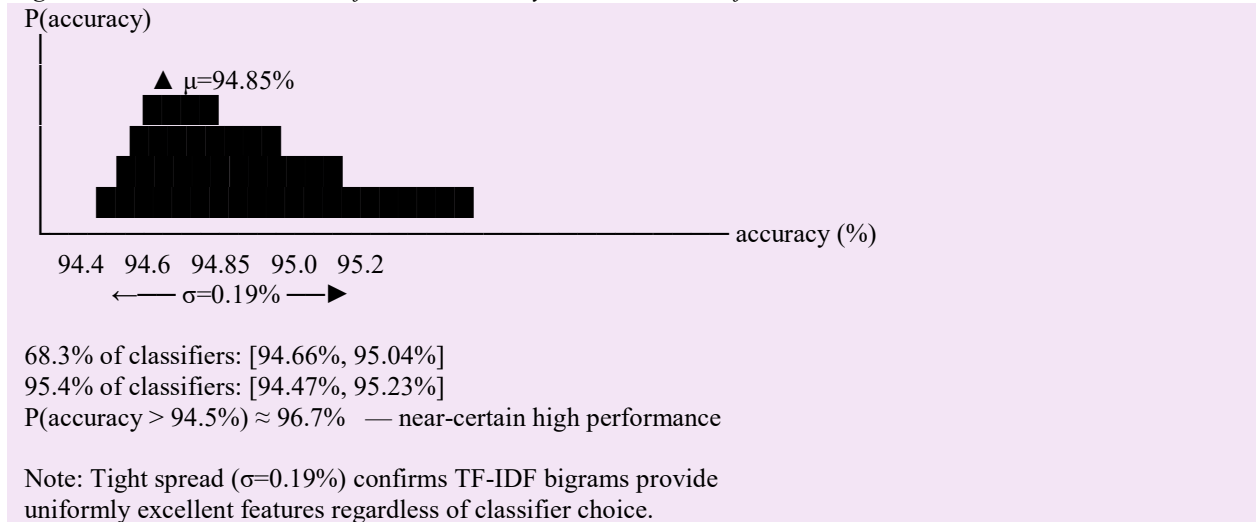 P(accuracy)
▲ μ=94.85%
accuracy (%)
94.4 94.6 94.85 95.0 95.2
←── σ=0.19% ──►
68.3% of classifiers: [94.66%, 95.04%]
95.4% of classifiers: [94.47%, 95.23%]
P(accuracy > 94.5%) ≈ 96.7% — near-certain high performance
Note: Tight spread (σ=0.19%) confirms TF-IDF bigrams provide
uniformly excellent features regardless of classifier choice.